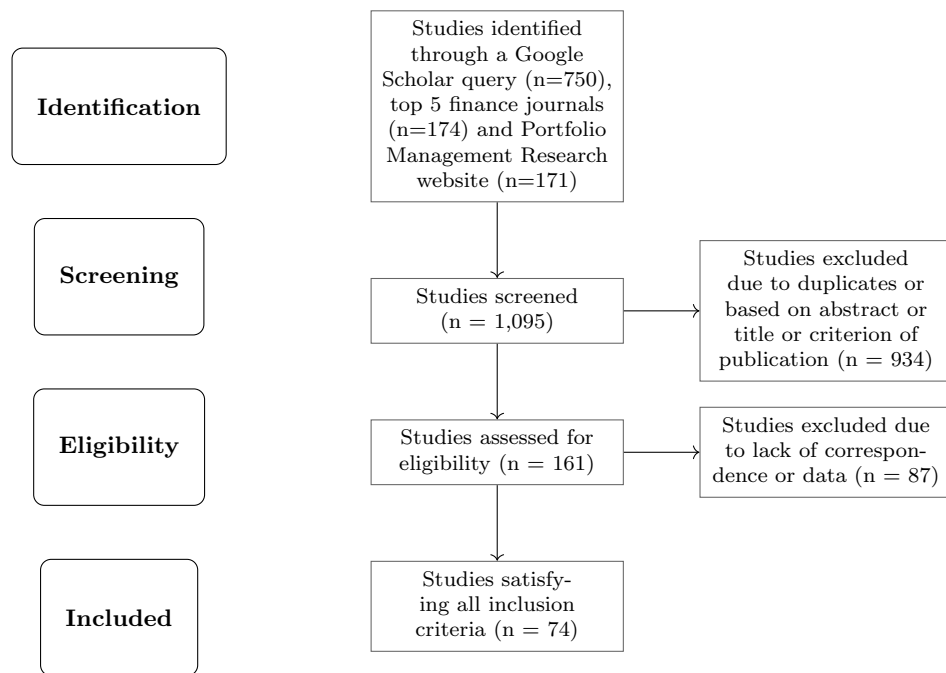 Identification
Studies identified
through a Google
Scholar query (n=750),
top 5 finance journals
(n=174) and Portfolio
Management Research
website (n=171)
Screening
Studies screened
(n = 1,095)
Studies excluded
due to duplicates or
based on abstract or
title or criterion of
publication (n = 934)
Eligibility
Studies assessed for
eligibility (n = 161)
Studies excluded due
to lack of correspon-
dence or data (n = 87)
Included
Studies satisfy-
ing all inclusion
criteria (n = 74)